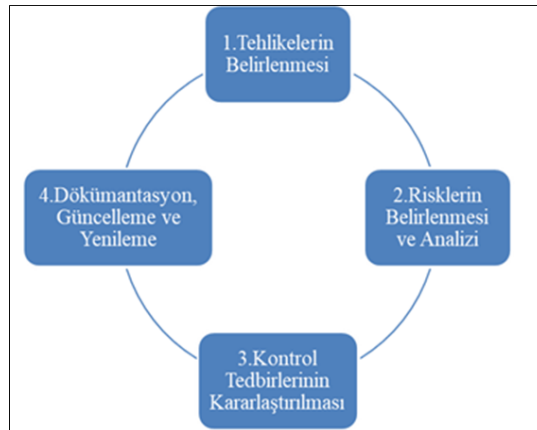 1.Tehlikelerin
Belirlenmesi
2.Risklerin
Belirlenmesi
ve Analizi
3.Kontrol
Tedbirlerinin
Kararlaştırılması
4.Dökümantasyon,
Güncelleme ve
Yenileme